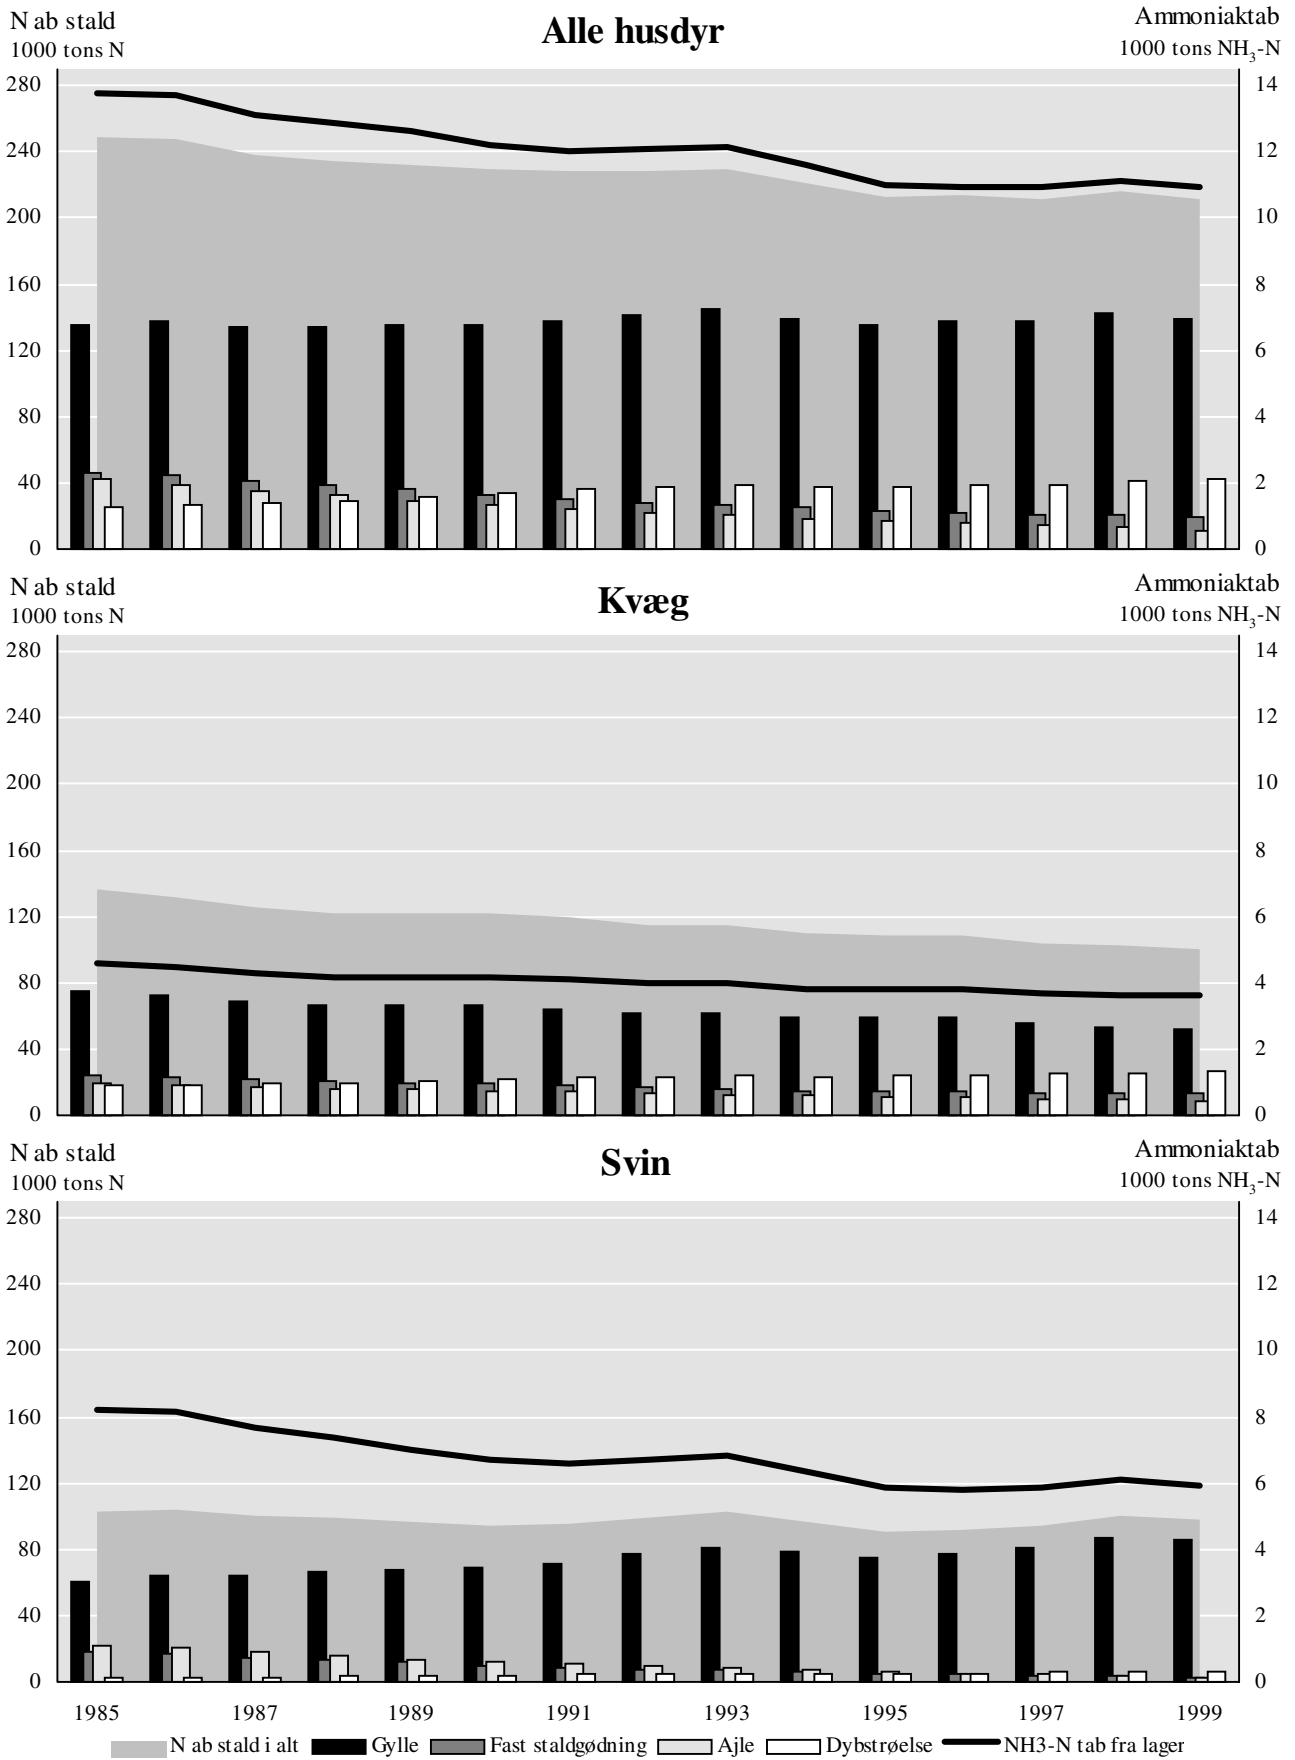 N ab stald
1000 tons N
Alle husdyr
Ammoniaktab
1000 tons NH₃-N
280 14
240 12
200 10
160 8
120 6
80 4
40 2
0 0
N ab stald
1000 tons N
Kvæg
Ammoniaktab
1000 tons NH₃-N
280 14
240 12
200 10
160 8
120 6
80 4
40 2
0 0
N ab stald
1000 tons N
Svin
Ammoniaktab
1000 tons NH₃-N
280 14
240 12
200 10
160 8
120 6
80 4
40 2
0 0
1985 1987 1989 1991 1993 1995 1997 1999
N ab stald i alt Gylle Fast staldgødning Ajle Dybstrøelse NH3-N tab fra lager